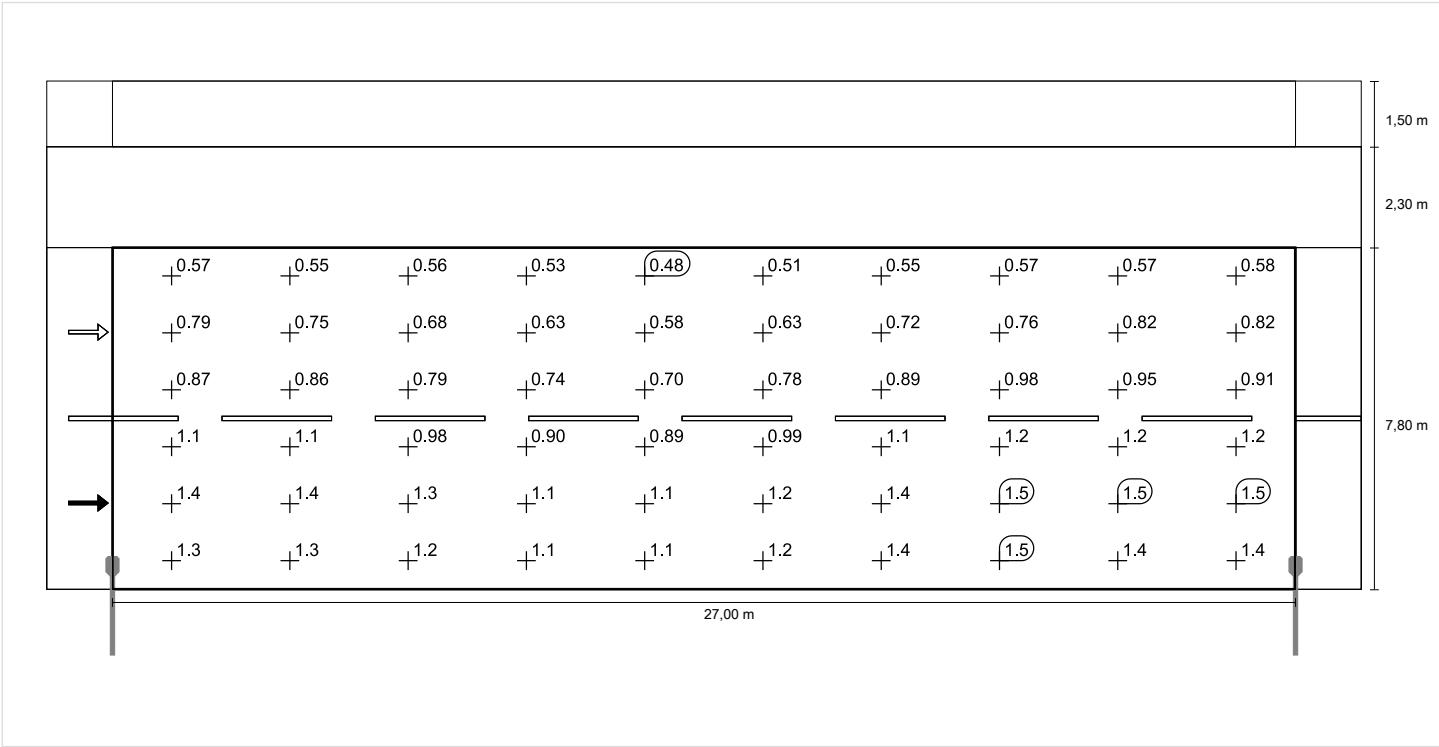 1,50 m
2,30 m
0.57 0.55 0.56 0.53 0.48 0.51 0.55 0.57 0.57 0.58
0.79 0.75 0.68 0.63 0.58 0.63 0.72 0.76 0.82 0.82
0.87 0.86 0.79 0.74 0.70 0.78 0.89 0.98 0.95 0.91
7,80 m
1.1 1.1 0.98 0.90 0.89 0.99 1.1 1.2 1.2 1.2
1.4 1.4 1.3 1.1 1.1 1.2 1.4 1.5 1.5 1.5
1.3 1.3 1.2 1.1 1.1 1.2 1.4 1.5 1.4 1.4
27,00 m